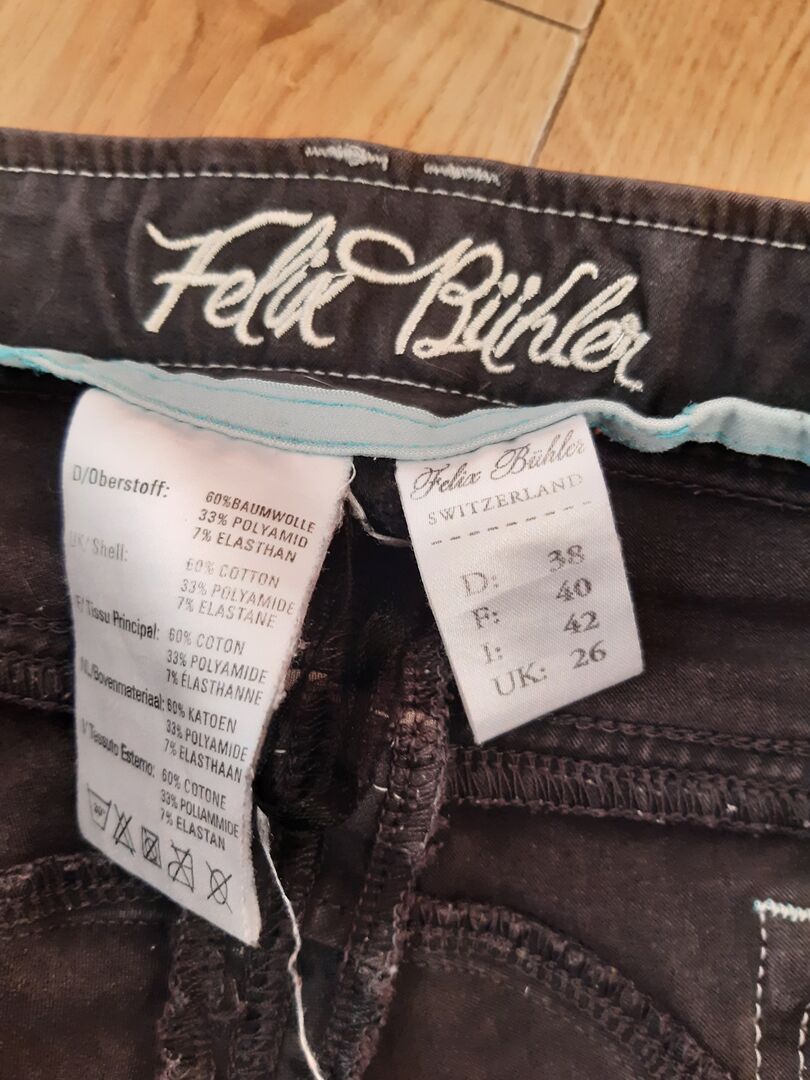 Felix Bühler
D/Oberstoff:
60%BAUMWOLLE
33% POLYAMID
7% ELASTHAN
UK/ Shell:
60% COTTON
33% POLYAMIDE
7% ELASTANE
F/Tissu Principal:
60% COTON
33% POLYAMIDE
7% ELASTHANNE
NL/Bovenmateriaal:
60% KATOEN
33% POLYAMIDE
7% ELASTHAAN
I/Tessuto Esterno:
60% COTONE
33% POLIAMMIDE
7% ELASTAN
30°
Felix Bühler
SWITZERLAND
D: 38
F: 40
I: 42
UK: 26